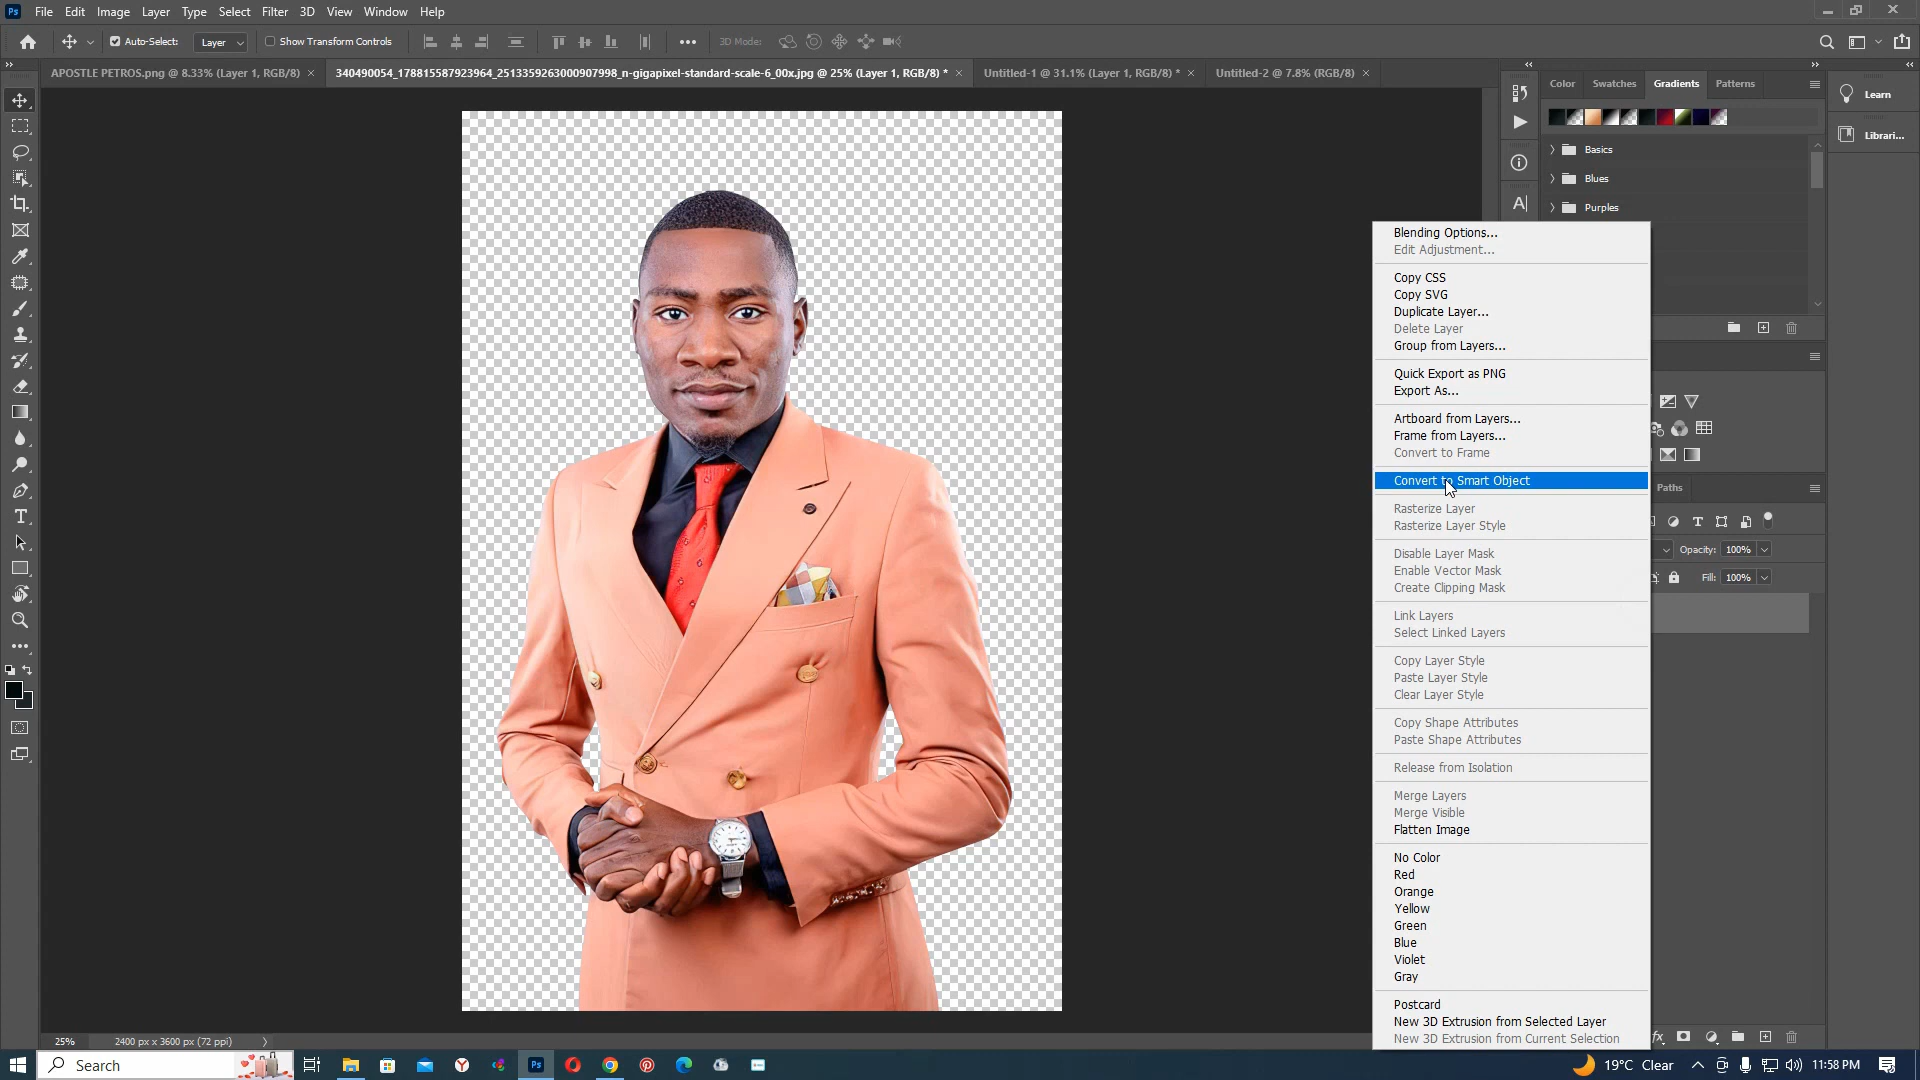 Ps File Edit Image Layer Type Select Filter 3D View Window Help
Auto-Select: Layer Show Transform Controls 3D Mode:
APOSTLE PETROS.png @ 8.33% (Layer 1, RGB/8) × 340490054_178815587923964_2513359263000907998_n-gigapixel-standard-scale-6_00x.jpg @ 25% (Layer 1, RGB/8) * × Untitled-1 @ 31.1% (Layer 1, RGB/8) * × Untitled-2 @ 7.8% (RGB/8) ×
Color Swatches Gradients Patterns
Learn
Librari...
Basics
Blues
Purples
Blending Options...
Edit Adjustment...
Copy CSS
Copy SVG
Duplicate Layer...
Delete Layer
Group from Layers...
Quick Export as PNG
Export As...
Artboard from Layers...
Frame from Layers...
Convert to Frame
Convert to Smart Object
Rasterize Layer
Rasterize Layer Style
Disable Layer Mask
Enable Vector Mask
Create Clipping Mask
Link Layers
Select Linked Layers
Copy Layer Style
Paste Layer Style
Clear Layer Style
Copy Shape Attributes
Paste Shape Attributes
Release from Isolation
Merge Layers
Merge Visible
Flatten Image
No Color
Red
Orange
Yellow
Green
Blue
Violet
Gray
Postcard
New 3D Extrusion from Selected Layer
New 3D Extrusion from Current Selection
Paths
Opacity: 100%
Fill: 100%
fx
25% 2400 px x 3600 px (72 ppi)
Search
Ps
19°C Clear
11:58 PM